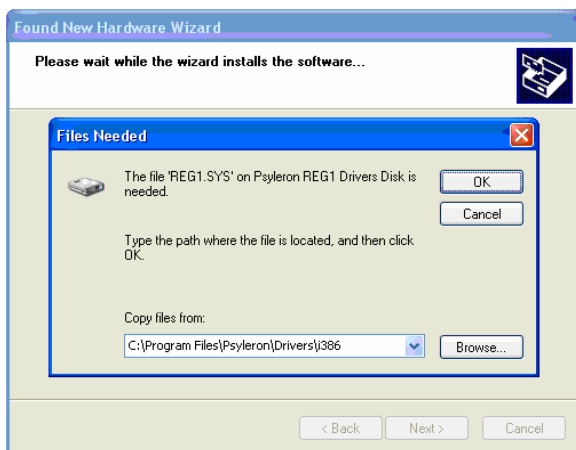 Found New Hardware Wizard
Please wait while the wizard installs the software...
Files Needed
The file 'REG1.SYS' on Psyleron REG1 Drivers Disk is
needed.
OK
Cancel
Type the path where the file is located, and then click
OK.
Copy files from:
C:\Program Files\Psyleron\Drivers\i386
Browse...
< Back
Next >
Cancel